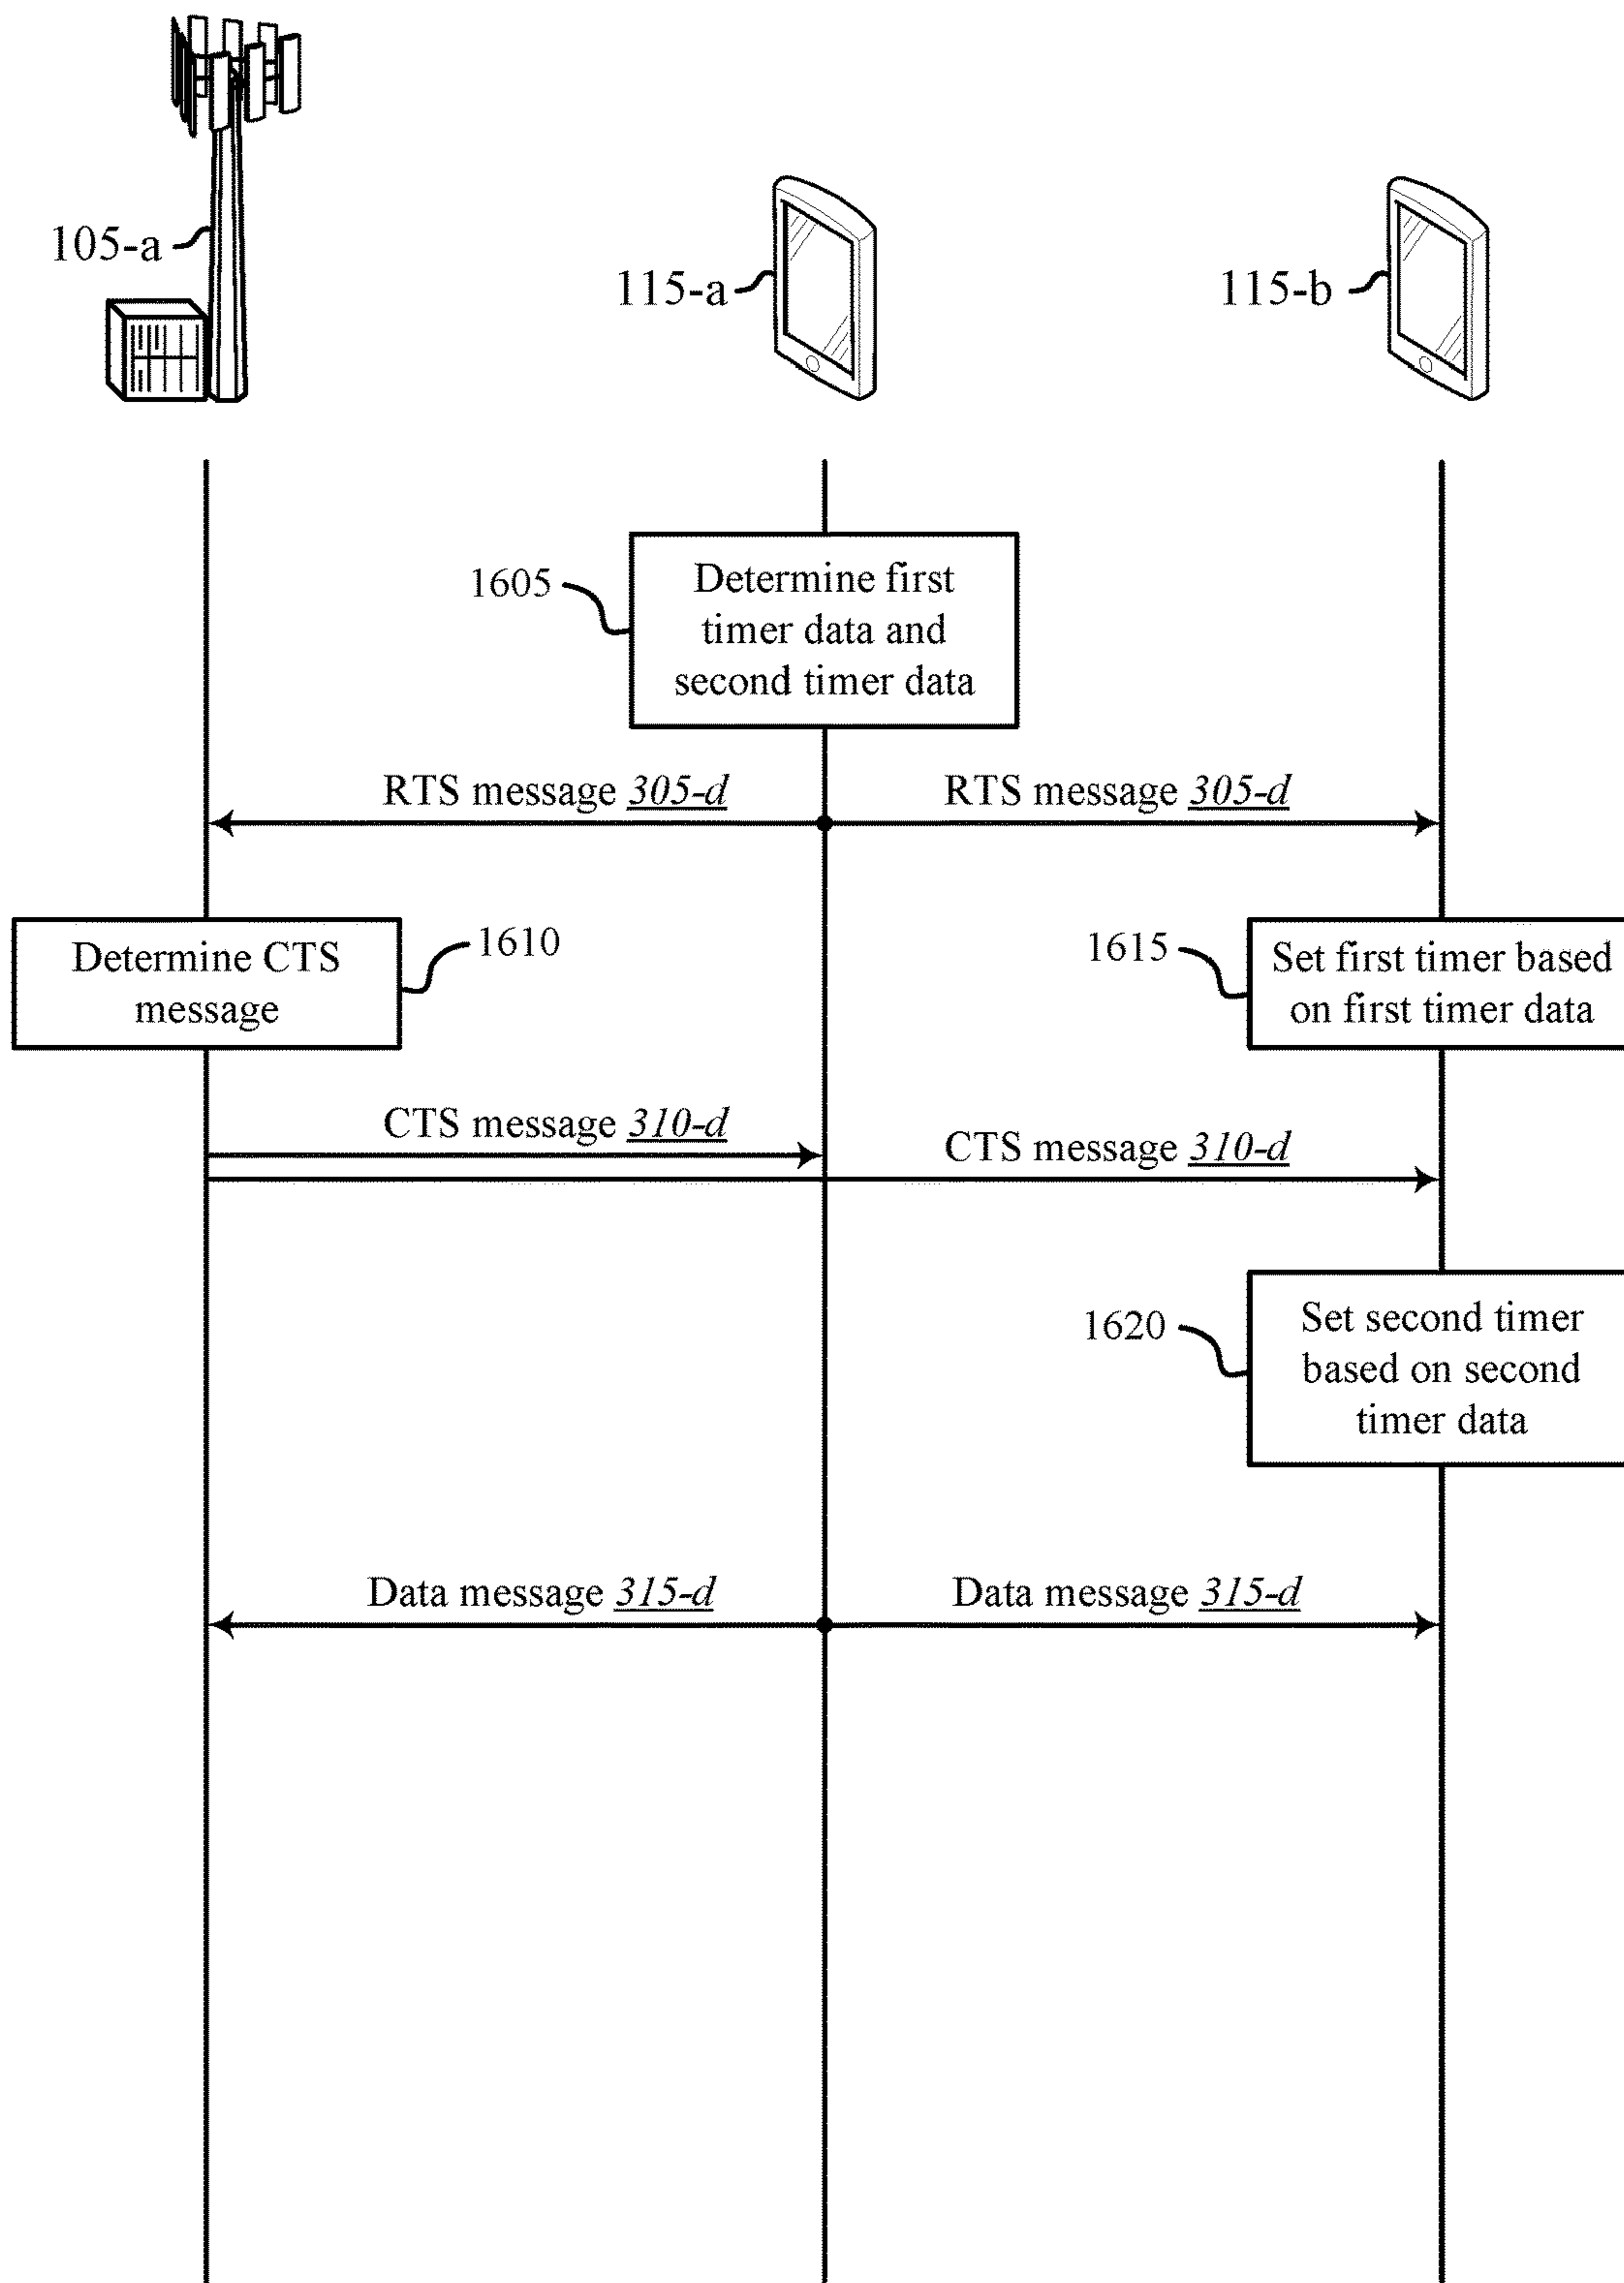 105-a
115-a
115-b
1605
Determine first
timer data and
second timer data
RTS message 305-d
RTS message 305-d
Determine CTS
message
1610
1615
Set first timer based
on first timer data
CTS message 310-d
CTS message 310-d
1620
Set second timer
based on second
timer data
Data message 315-d
Data message 315-d